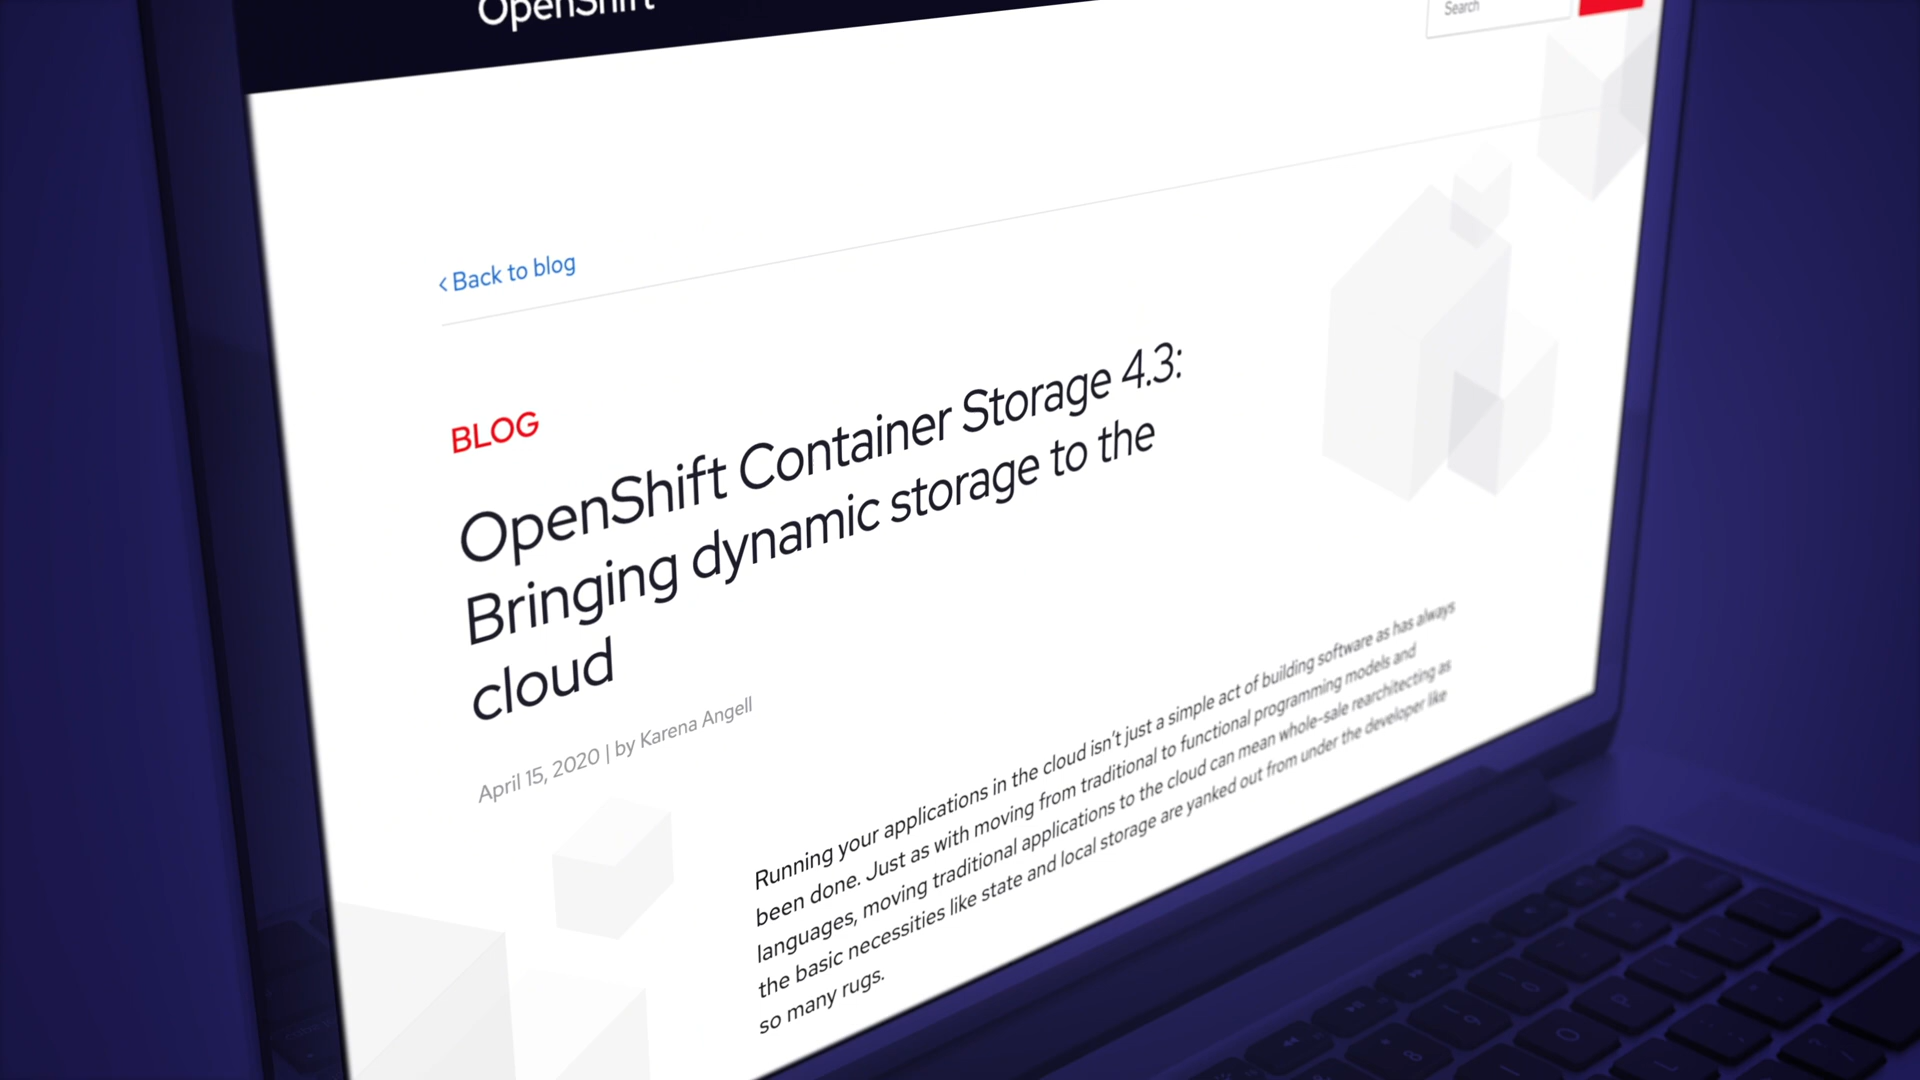 OpenShift
Search
< Back to blog
BLOG
OpenShift Container Storage 4.3:
Bringing dynamic storage to the
cloud
April 15, 2020 | by Karena Angell
Running your applications in the cloud isn't just a simple act of building software as has always
been done. Just as with moving from traditional to functional programming models and
languages, moving traditional applications to the cloud can mean whole-sale rearchitecting as
the basic necessities like state and local storage are yanked out from under the developer like
so many rugs.